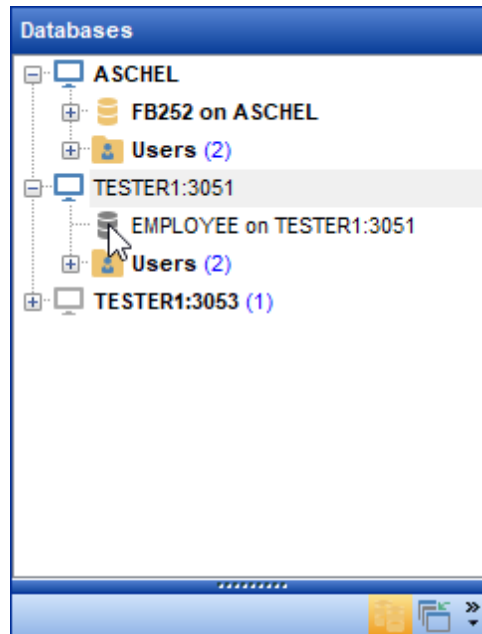 Databases
ASCHEL
FB252 on ASCHEL
Users (2)
TESTER1:3051
EMPLOYEE on TESTER1:3051
Users (2)
TESTER1:3053 (1)